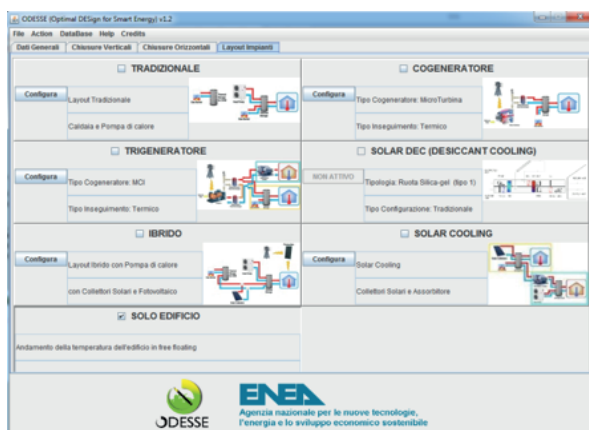 ODESSE (Optimal DESign for Smart Energy) v1.2
File Action DataBase Help Credits
Dati Generali Chiusure Verticali Chiusure Orizzontali Layout Impianti
TRADIZIONALE
Configura
Layout Tradizionale
Caldaia e Pompa di calore
COGENERATORE
Configura
Tipo Cogeneratore: MicroTurbina
Tipo Inseguimento: Termico
TRIGENERATORE
Configura
Tipo Cogeneratore: MCI
Tipo Inseguimento: Termico
SOLAR DEC (DESICCANT COOLING)
NON ATTIVO
Tipologia: Ruota Silica-gel (tipo 1)
Tipo Configurazione: Tradizionale
IBRIDO
Configura
Layout Ibrido con Pompa di calore
con Collettori Solari e Fotovoltaico
SOLAR COOLING
Configura
Solar Cooling
Collettori Solari e Assorbitore
SOLO EDIFICIO
Andamento della temperatura dell'edificio in free floating
ODESSE
ENEA
Agenzia nazionale per le nuove tecnologie,
l'energia e lo sviluppo economico sostenibile